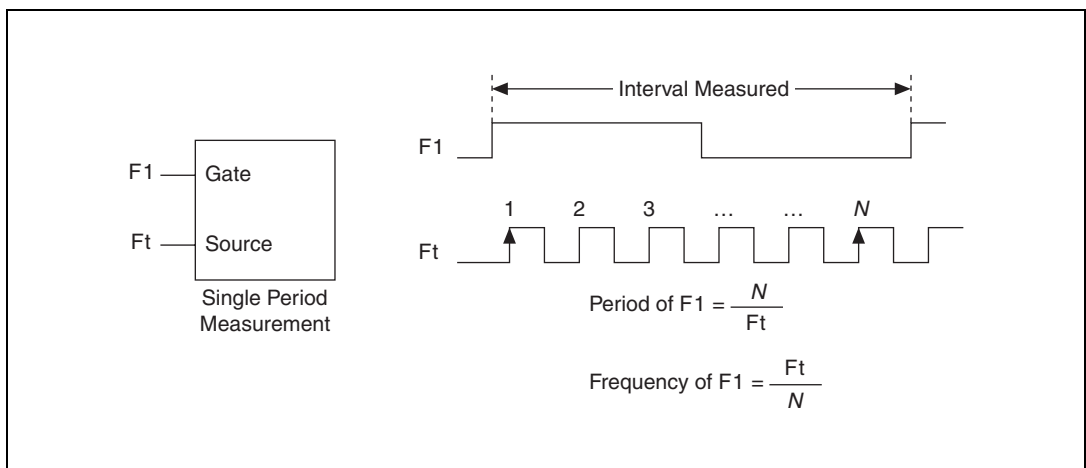 Interval Measured
F1
Gate
F1
1 2 3 … … N
Ft
Source
Ft
Single Period
Measurement
Period of F1 = N
Ft
Frequency of F1 = Ft
N